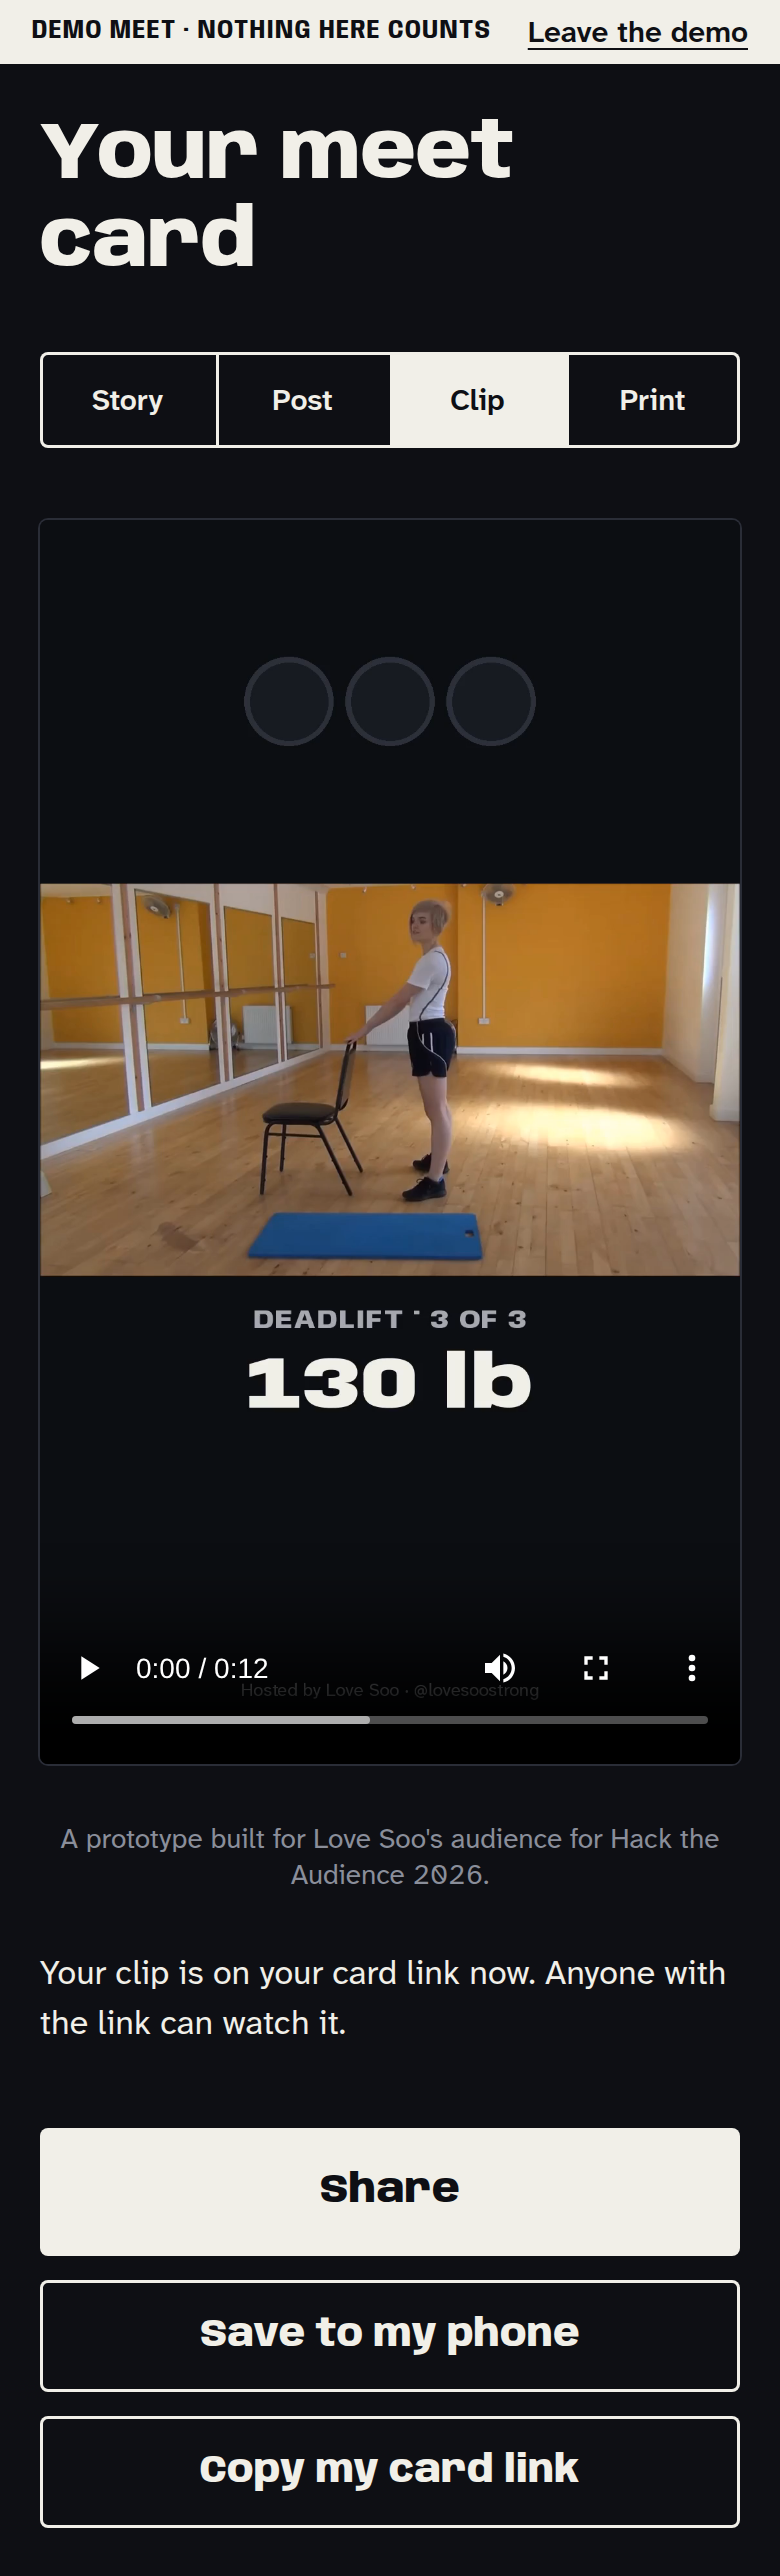 DEMO MEET · NOTHING HERE COUNTS
Leave the demo
Your meet
card
Story
Post
Clip
Print
DEADLIFT · 3 OF 3
130 lb
0:00 / 0:12
Hosted by Love Soo · @lovesoostrong
A prototype built for Love Soo's audience for Hack the
Audience 2026.
Your clip is on your card link now. Anyone with
the link can watch it.
Share
Save to my phone
Copy my card link